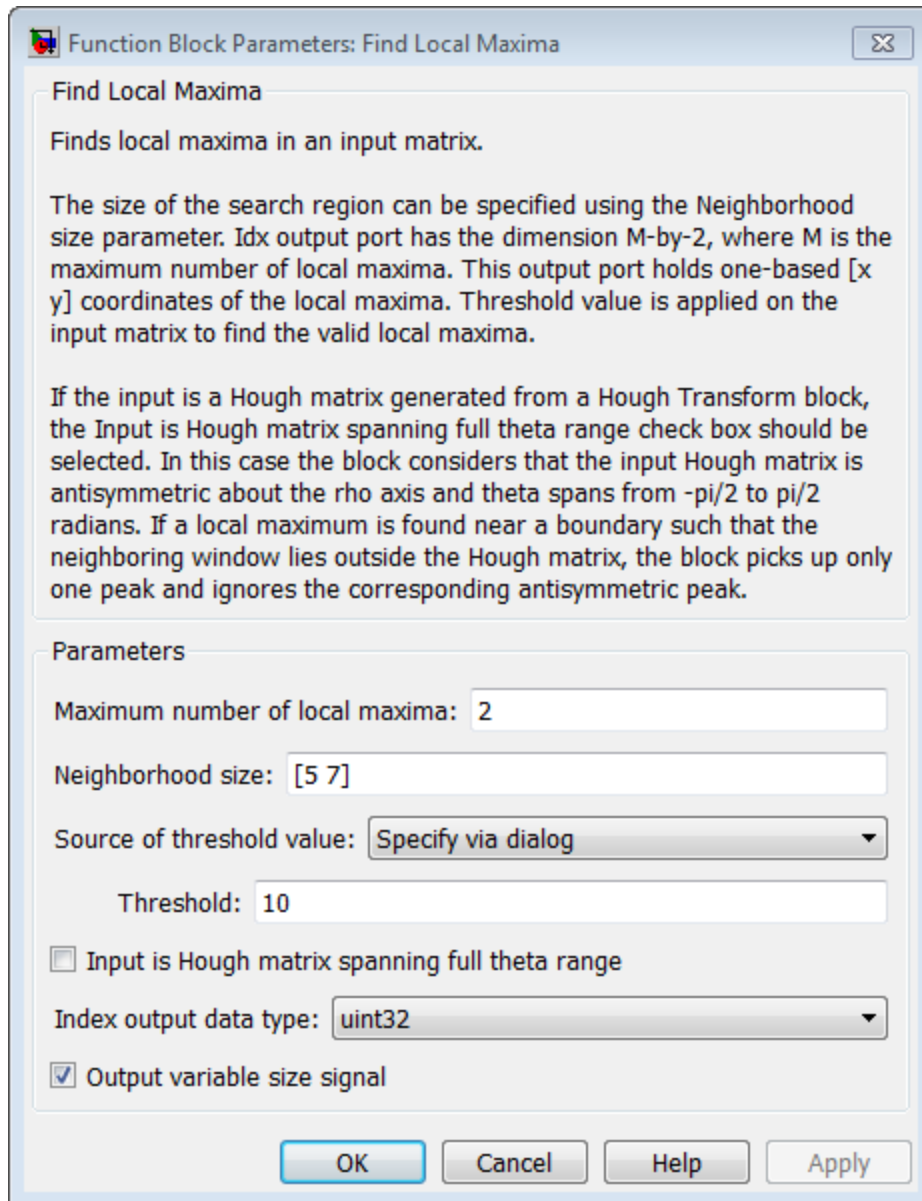 Function Block Parameters: Find Local Maxima
Find Local Maxima
Finds local maxima in an input matrix.
The size of the search region can be specified using the Neighborhood
size parameter. Idx output port has the dimension M-by-2, where M is the
maximum number of local maxima. This output port holds one-based [x
y] coordinates of the local maxima. Threshold value is applied on the
input matrix to find the valid local maxima.
If the input is a Hough matrix generated from a Hough Transform block,
the Input is Hough matrix spanning full theta range check box should be
selected. In this case the block considers that the input Hough matrix is
antisymmetric about the rho axis and theta spans from -pi/2 to pi/2
radians. If a local maximum is found near a boundary such that the
neighboring window lies outside the Hough matrix, the block picks up only
one peak and ignores the corresponding antisymmetric peak.
Parameters
Maximum number of local maxima: 2
Neighborhood size: [5 7]
Source of threshold value: Specify via dialog
Threshold: 10
Input is Hough matrix spanning full theta range
Index output data type: uint32
Output variable size signal
OK Cancel Help Apply